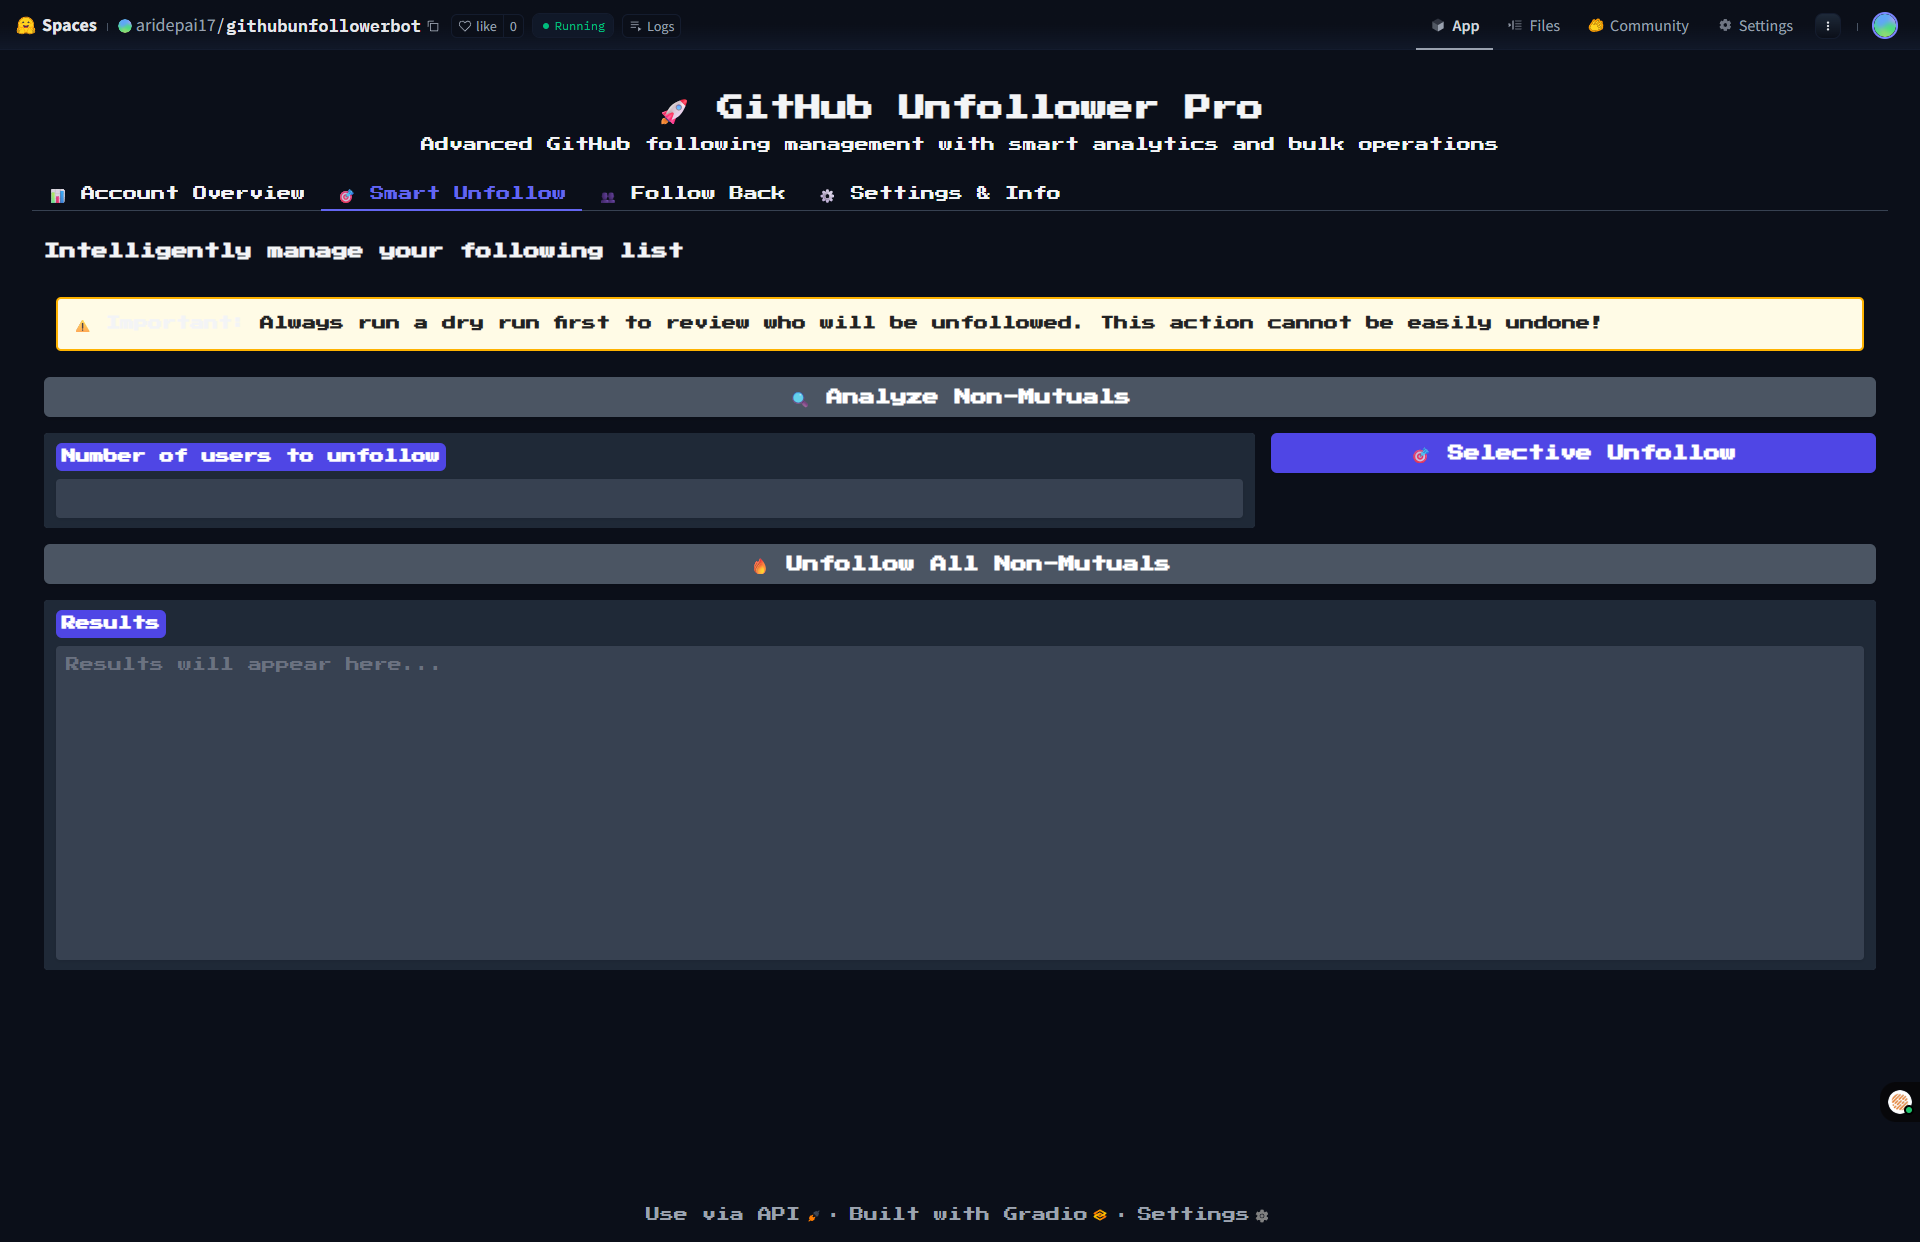 Spaces aridepai17/githubunfollowerbot like 0 Running Logs App Files Community Settings
🚀 GitHub Unfollower Pro
Advanced GitHub following management with smart analytics and bulk operations
📊 Account Overview 🎯 Smart Unfollow 👥 Follow Back ⚙️ Settings & Info
Intelligently manage your following list
⚠️ Important: Always run a dry run first to review who will be unfollowed. This action cannot be easily undone!
🔍 Analyze Non-Mutuals
Number of users to unfollow
🎯 Selective Unfollow
🔥 Unfollow All Non-Mutuals
Results
Results will appear here...
Use via API · Built with Gradio · Settings